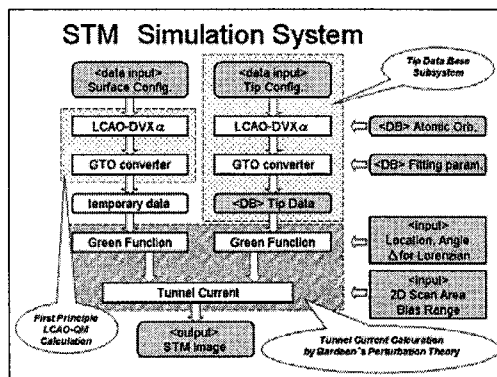 STM Simulation System
<data input>
Surface Config.
<data input>
Tip Config.
Tip Data Base
Subsystem
LCAO-DVXα
LCAO-DVXα
<DB> Atomic Orb.
GTO converter
GTO converter
<DB> Fitting param.
temporary data
<DB> Tip Data
Green Function
Green Function
<input>
Location, Angle
Δ for Lorenzian
Tunnel Current
<input>
2D Scan Area
Bias Range
First Principle
LCAO-QM
Calculation
<output>
STM Image
Tunnel Current Calcuration
by Bardeen`s Perturbation Theory